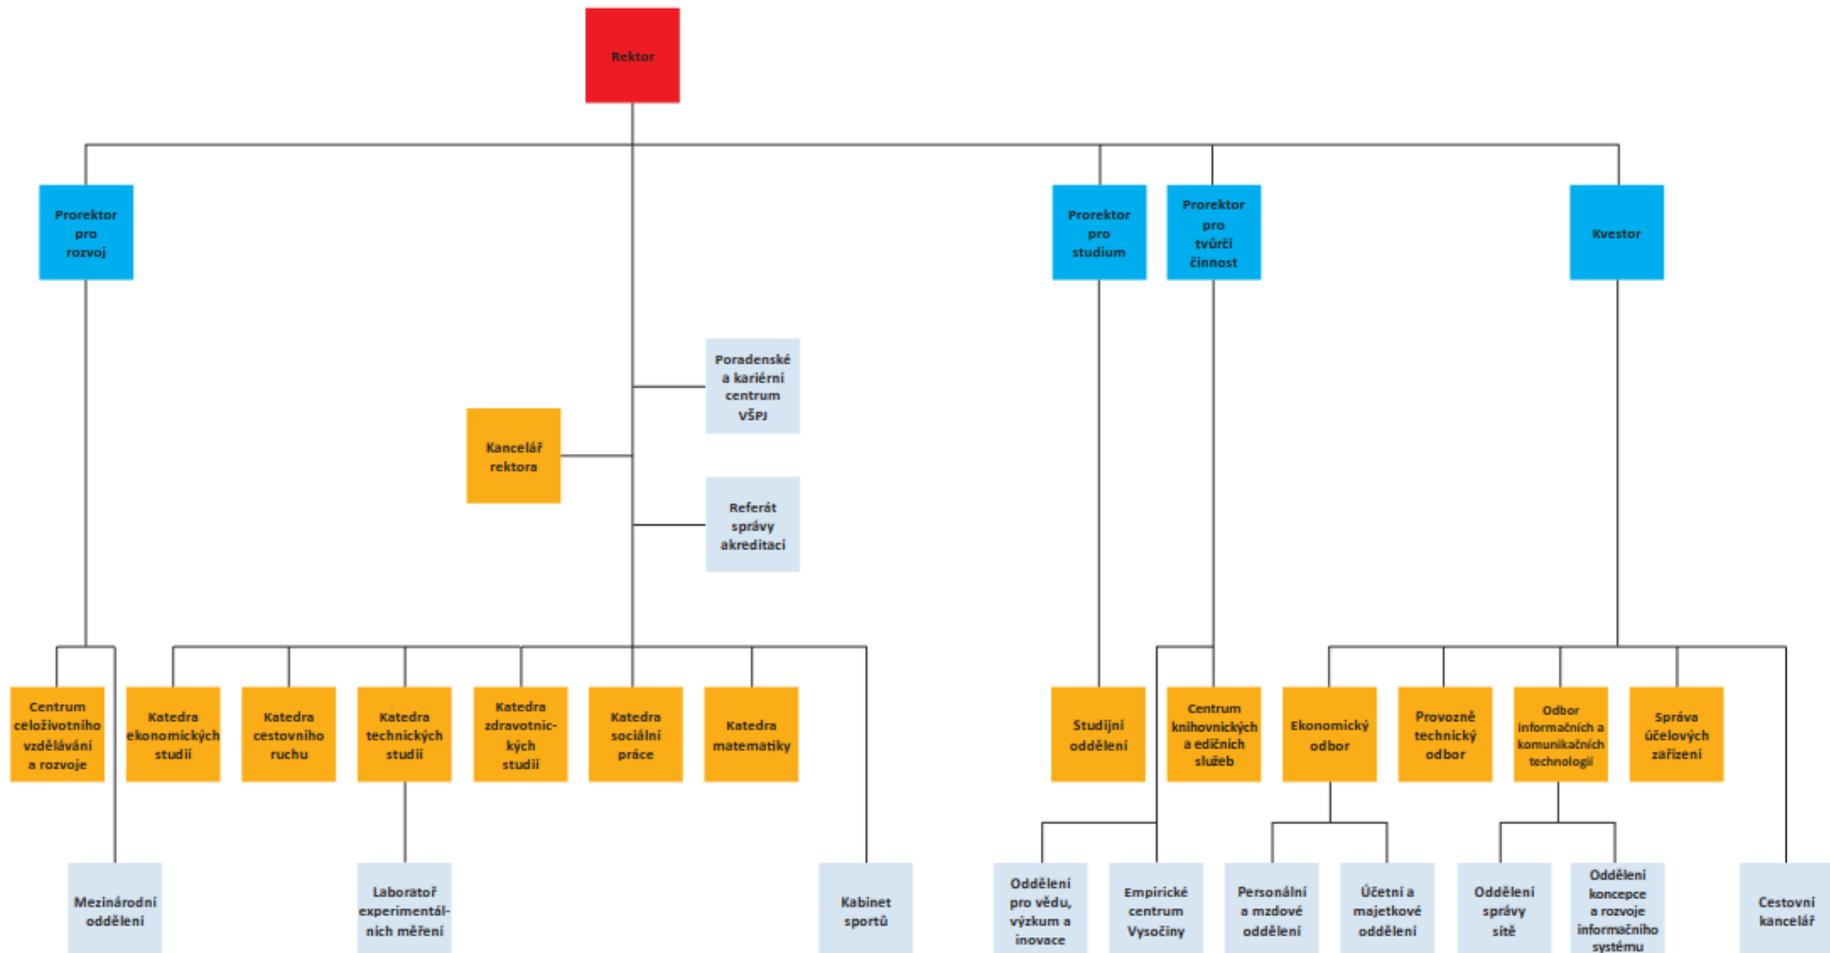 Rektor
Prorektor
pro
rozvoj
Prorektor
pro
studium
Prorektor
pro
tvůrčí
činnost
Kvestor
Poradenské
a kariérní
centrum
VŠPJ
Kancelář
rektora
Referát
správy
akreditací
Centrum
celoživotního
vzdělávání
a rozvoje
Katedra
ekonomických
studií
Katedra
cestovního
ruchu
Katedra
technických
studií
Katedra
zdravotnic-
kých
studií
Katedra
sociální
práce
Katedra
matematiky
Studijní
oddělení
Centrum
knihovnických
a edičních
služeb
Ekonomický
odbor
Provozně
technický
odbor
Odbor
informačních a
komunikačních
technologií
Správa
účelových
zařízení
Mezinárodní
oddělení
Laboratoř
experimentál-
ních měření
Kabinet
sportů
Oddělení
pro vědu,
výzkum a
inovace
Empirické
centrum
Vysočiny
Personální
a mzdové
oddělení
Účetní a
majetkové
oddělení
Oddělení
správy
sítě
Oddělení
koncepce
a rozvoje
informačního
systému
Cestovní
kancelář